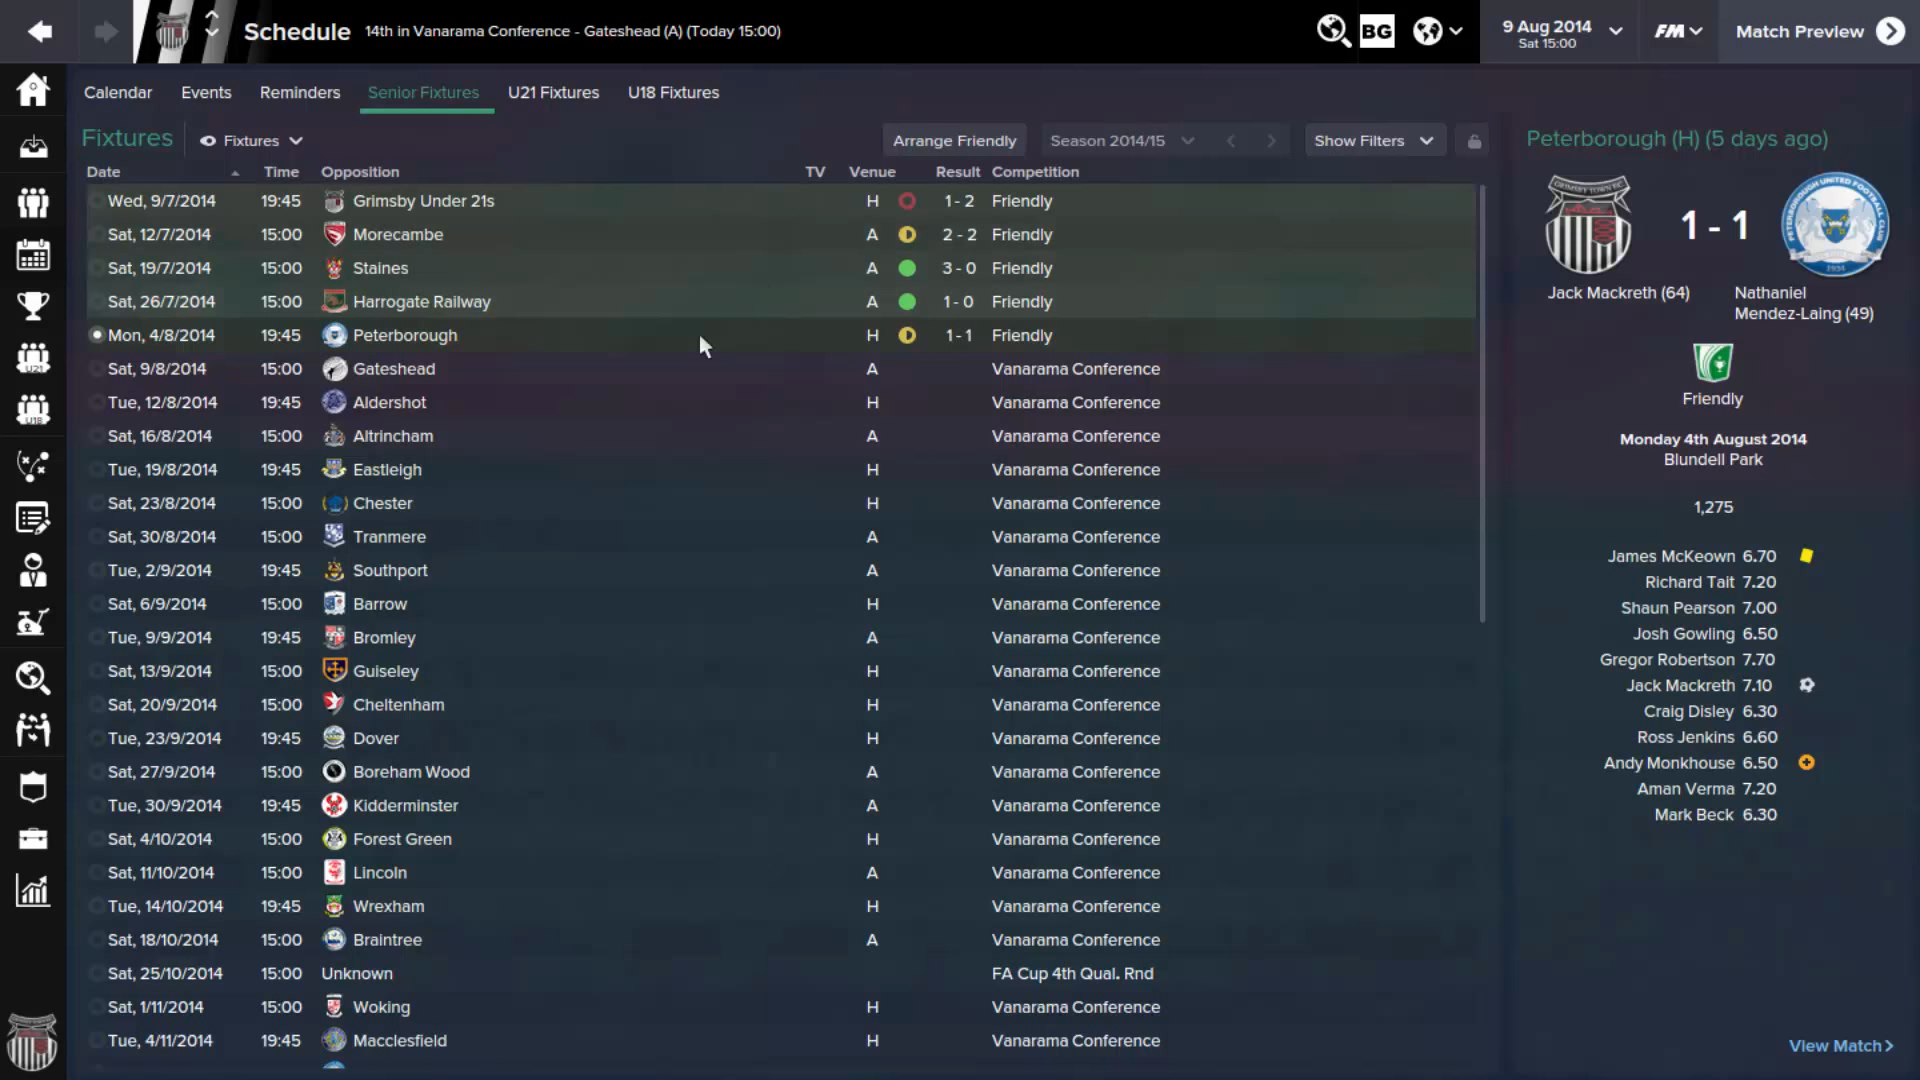 Schedule 14th in Vanarama Conference - Gateshead (A) (Today 15:00) BG 9 Aug 2014 FM Match Preview
Sat 15:00
Calendar Events Reminders Senior Fixtures U21 Fixtures U18 Fixtures
Fixtures Fixtures Arrange Friendly Season 2014/15 Show Filters
Date Time Opposition TV Venue Result Competition
Wed, 9/7/2014 19:45 Grimsby Under 21s H 1 - 2 Friendly
Sat, 12/7/2014 15:00 Morecambe A 2 - 2 Friendly
Sat, 19/7/2014 15:00 Staines A 3 - 0 Friendly
Sat, 26/7/2014 15:00 Harrogate Railway A 1 - 0 Friendly
Mon, 4/8/2014 19:45 Peterborough H 1 - 1 Friendly
Sat, 9/8/2014 15:00 Gateshead A Vanarama Conference
Tue, 12/8/2014 19:45 Aldershot H Vanarama Conference
Sat, 16/8/2014 15:00 Altrincham A Vanarama Conference
Tue, 19/8/2014 19:45 Eastleigh H Vanarama Conference
Sat, 23/8/2014 15:00 Chester H Vanarama Conference
Sat, 30/8/2014 15:00 Tranmere A Vanarama Conference
Tue, 2/9/2014 19:45 Southport A Vanarama Conference
Sat, 6/9/2014 15:00 Barrow H Vanarama Conference
Tue, 9/9/2014 19:45 Bromley A Vanarama Conference
Sat, 13/9/2014 15:00 Guiseley H Vanarama Conference
Sat, 20/9/2014 15:00 Cheltenham H Vanarama Conference
Tue, 23/9/2014 19:45 Dover H Vanarama Conference
Sat, 27/9/2014 15:00 Boreham Wood A Vanarama Conference
Tue, 30/9/2014 19:45 Kidderminster A Vanarama Conference
Sat, 4/10/2014 15:00 Forest Green H Vanarama Conference
Sat, 11/10/2014 15:00 Lincoln A Vanarama Conference
Tue, 14/10/2014 19:45 Wrexham H Vanarama Conference
Sat, 18/10/2014 15:00 Braintree A Vanarama Conference
Sat, 25/10/2014 15:00 Unknown FA Cup 4th Qual. Rnd
Sat, 1/11/2014 15:00 Woking H Vanarama Conference
Tue, 4/11/2014 19:45 Macclesfield H Vanarama Conference
U21
U18
Peterborough (H) (5 days ago)
GRIMSBY TOWN F.C.
1 - 1
PETERBOROUGH UNITED FOOTBALL CLUB
1934
Jack Mackreth (64)
Nathaniel
Mendez-Laing (49)
Friendly
Monday 4th August 2014
Blundell Park
1,275
James McKeown 6.70
Richard Tait 7.20
Shaun Pearson 7.00
Josh Gowling 6.50
Gregor Robertson 7.70
Jack Mackreth 7.10
Craig Disley 6.30
Ross Jenkins 6.60
Andy Monkhouse 6.50
Aman Verma 7.20
Mark Beck 6.30
View Match